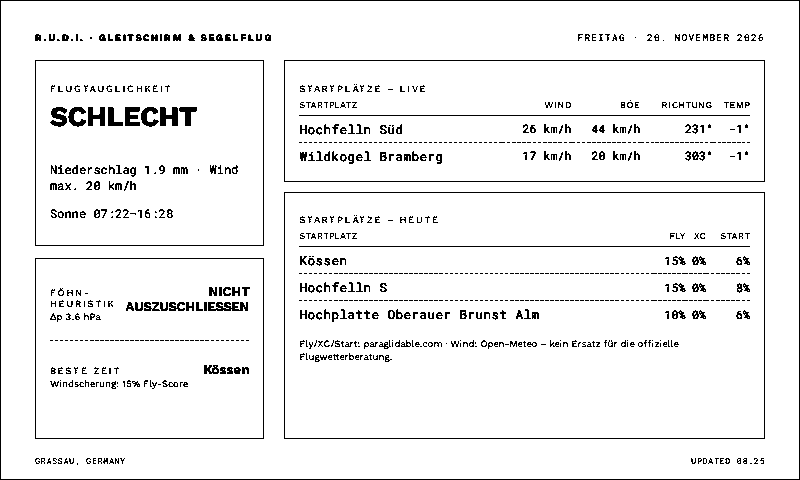 R.U.D.I. · GLEITSCHIRM & SEGELFLUG
FREITAG · 20. NOVEMBER 2026
FLUGTAUGLICHKEIT
SCHLECHT
Niederschlag 1.9 mm · Wind
max. 20 km/h
Sonne 07:22–16:28
FÖHN-
HEURISTIK
Δp 3.6 hPa
NICHT
AUSZUSCHLIESSEN
BESTE ZEIT
Windscherung: 15% Fly-Score
Kössen
STARTPLÄTZE – LIVE
STARTPLATZ WIND BÖE RICHTUNG TEMP
Hochfelln Süd 26 km/h 44 km/h 231° -1°
Wildkogel Bramberg 17 km/h 20 km/h 303° -1°
STARTPLÄTZE – HEUTE
STARTPLATZ FLY XC START
Kössen 15% 0% 6%
Hochfelln S 15% 0% 8%
Hochplatte Oberauer Brunst Alm 10% 0% 6%
Fly/XC/Start: paraglidable.com · Wind: Open-Meteo – kein Ersatz für die offizielle
Flugwetterberatung.
GRASSAU, GERMANY
UPDATED 08.25